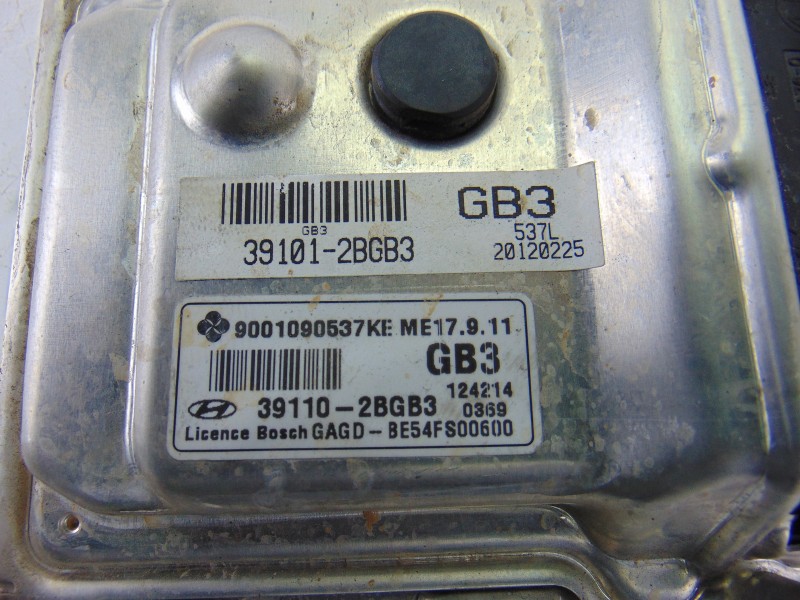 GB3
GB3
39101-2BGB3
537L
20120225
9001090537KE ME17.9.11
GB3
124214
39110-2BGB3
0369
Licence Bosch GAGD-BE54FS00600